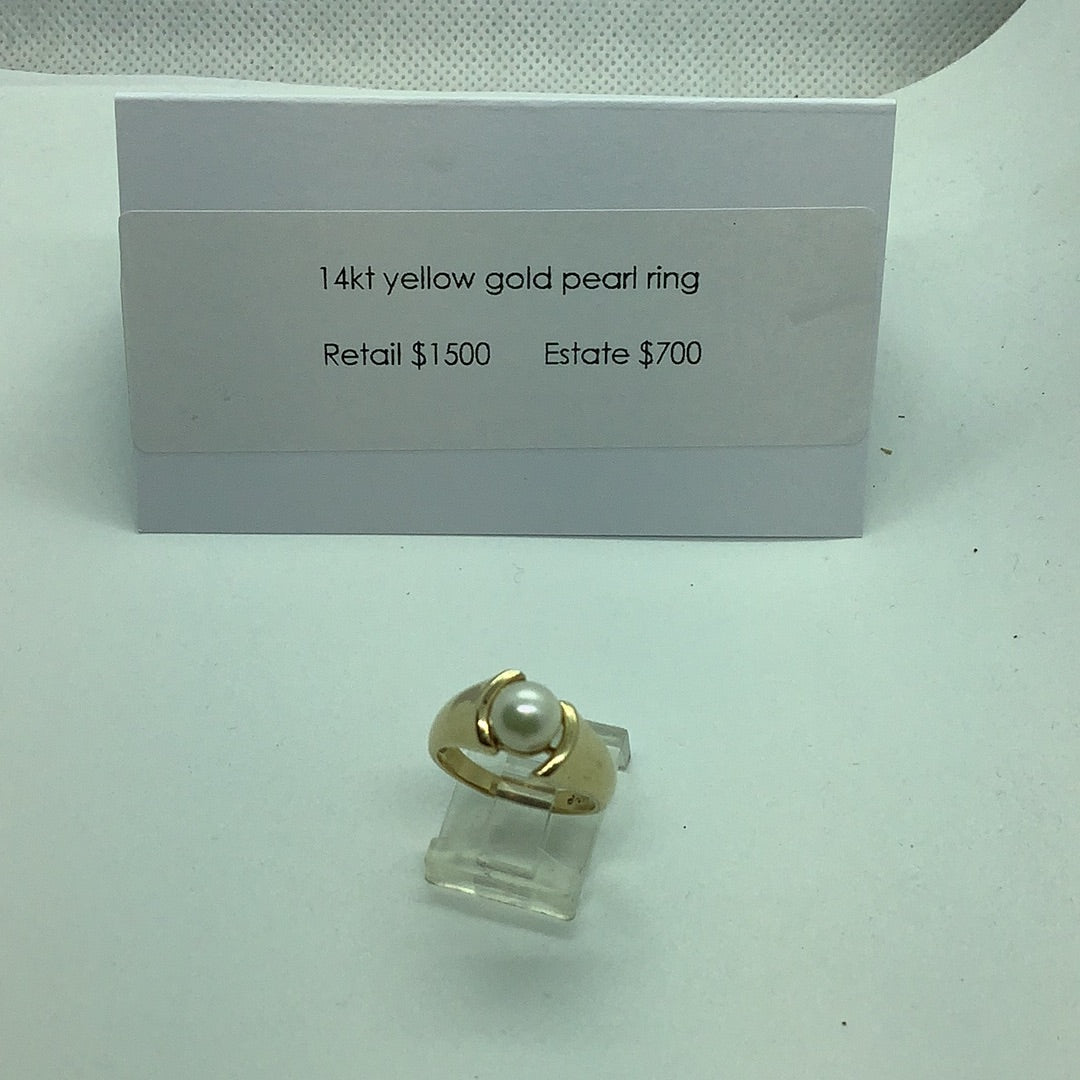 14kt yellow gold pearl ring
Retail $1500 Estate $700